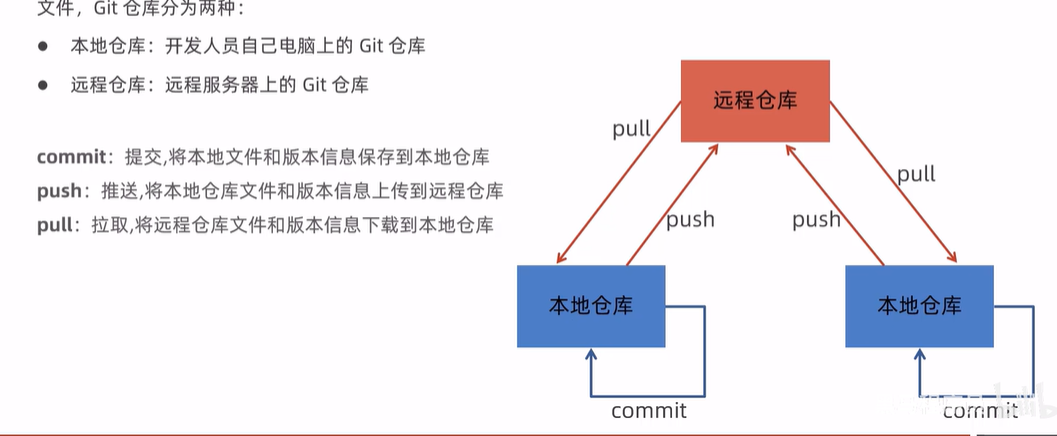 文件，Git 仓库分为两种：
● 本地仓库：开发人员自己电脑上的 Git 仓库
● 远程仓库：远程服务器上的 Git 仓库
commit：提交,将本地文件和版本信息保存到本地仓库
push：推送,将本地仓库文件和版本信息上传到远程仓库
pull：拉取,将远程仓库文件和版本信息下载到本地仓库
远程仓库
pull
pull
push
push
本地仓库
本地仓库
commit
commit